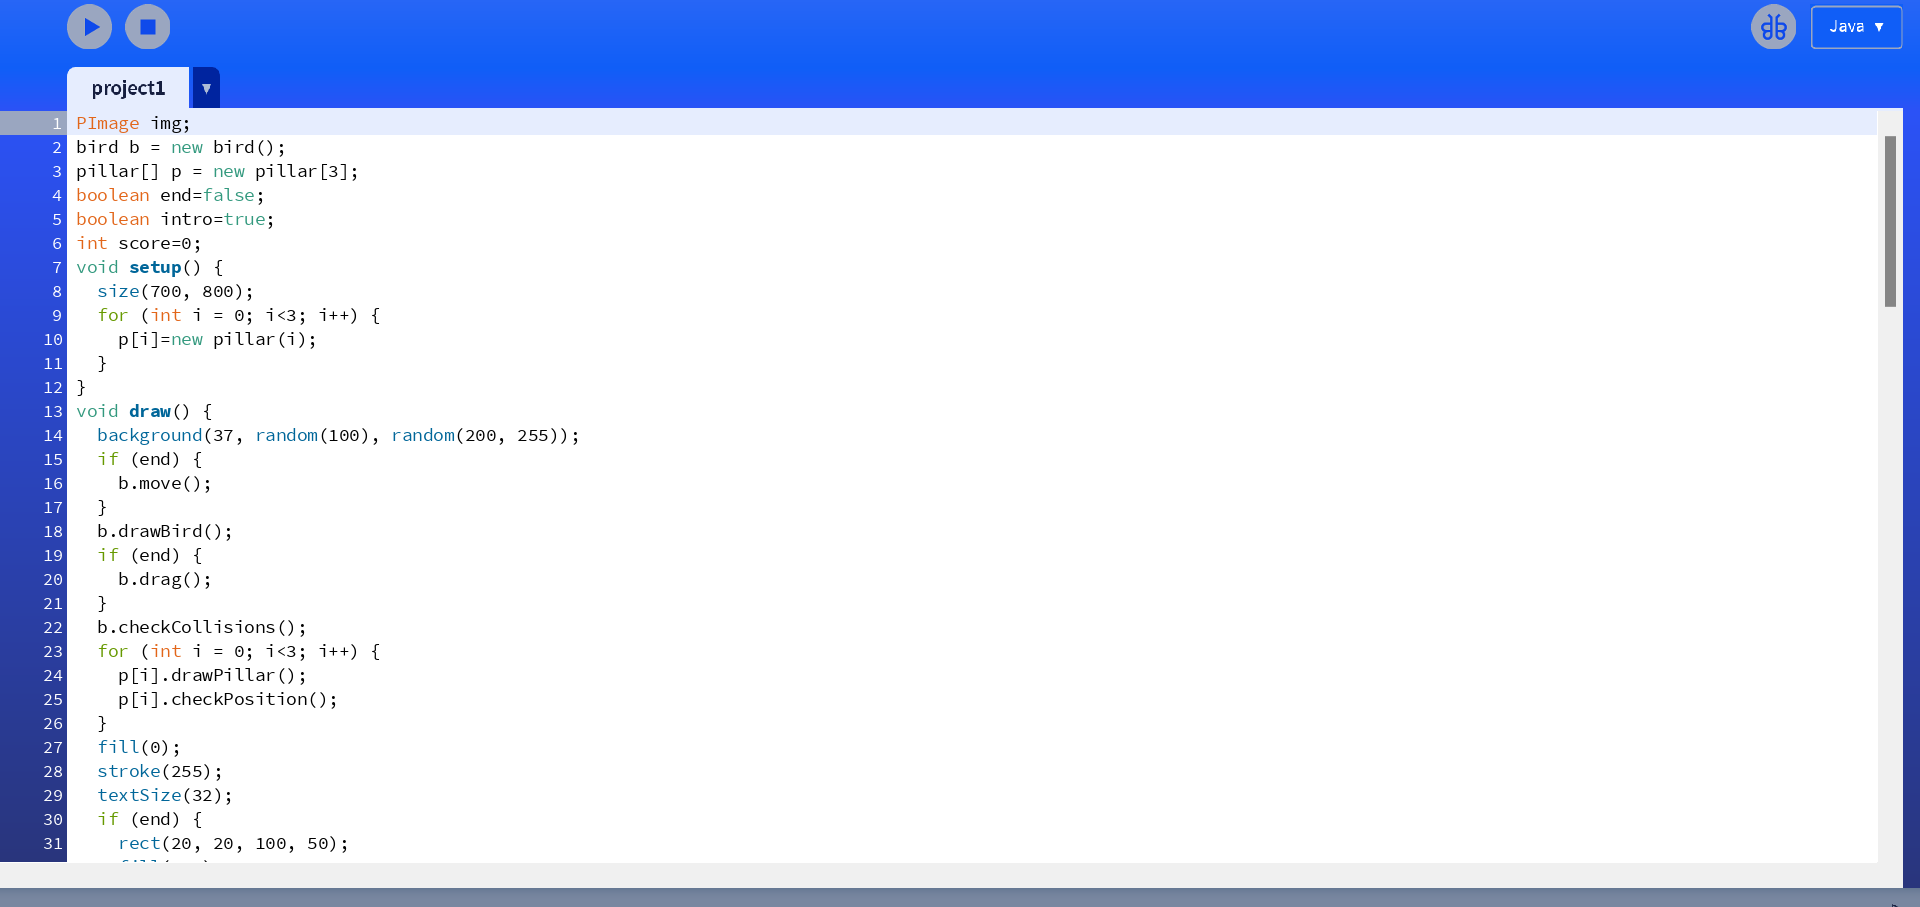 Java ▼
project1 ▼
1 PImage img;
2 bird b = new bird();
3 pillar[] p = new pillar[3];
4 boolean end=false;
5 boolean intro=true;
6 int score=0;
7 void setup() {
8   size(700, 800);
9   for (int i = 0; i<3; i++) {
10     p[i]=new pillar(i);
11   }
12 }
13 void draw() {
14   background(37, random(100), random(200, 255));
15   if (end) {
16     b.move();
17   }
18   b.drawBird();
19   if (end) {
20     b.drag();
21   }
22   b.checkCollisions();
23   for (int i = 0; i<3; i++) {
24     p[i].drawPillar();
25     p[i].checkPosition();
26   }
27   fill(0);
28   stroke(255);
29   textSize(32);
30   if (end) {
31     rect(20, 20, 100, 50);